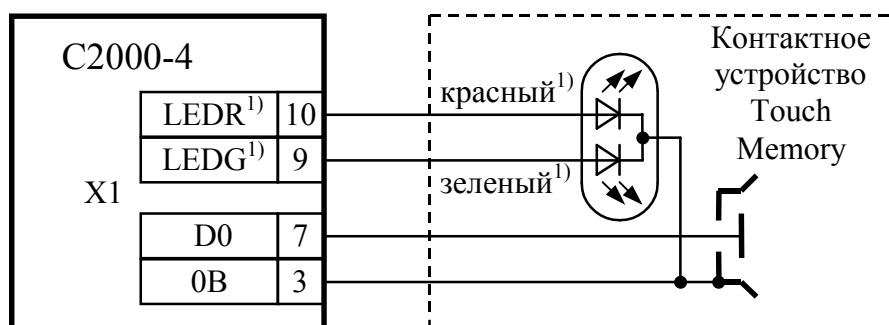 С2000-4
LEDR1) 10
LEDG1) 9
X1
D0 7
0В 3
красный1)
зеленый1)
Контактное
устройство
Touch
Memory